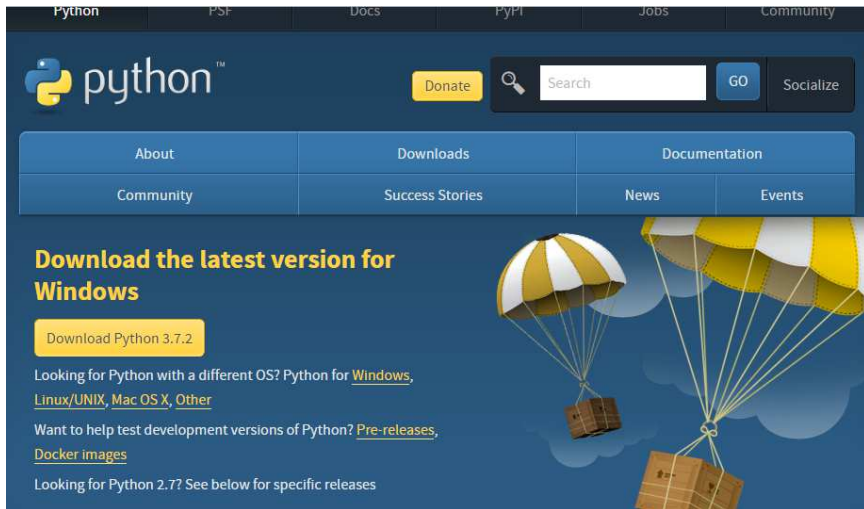 Python PSF Docs PyPI Jobs Community
python™
Donate Search GO Socialize
About Downloads Documentation
Community Success Stories News Events
Download the latest version for
Windows
Download Python 3.7.2
Looking for Python with a different OS? Python for Windows,
Linux/UNIX, Mac OS X, Other
Want to help test development versions of Python? Pre-releases,
Docker images
Looking for Python 2.7? See below for specific releases